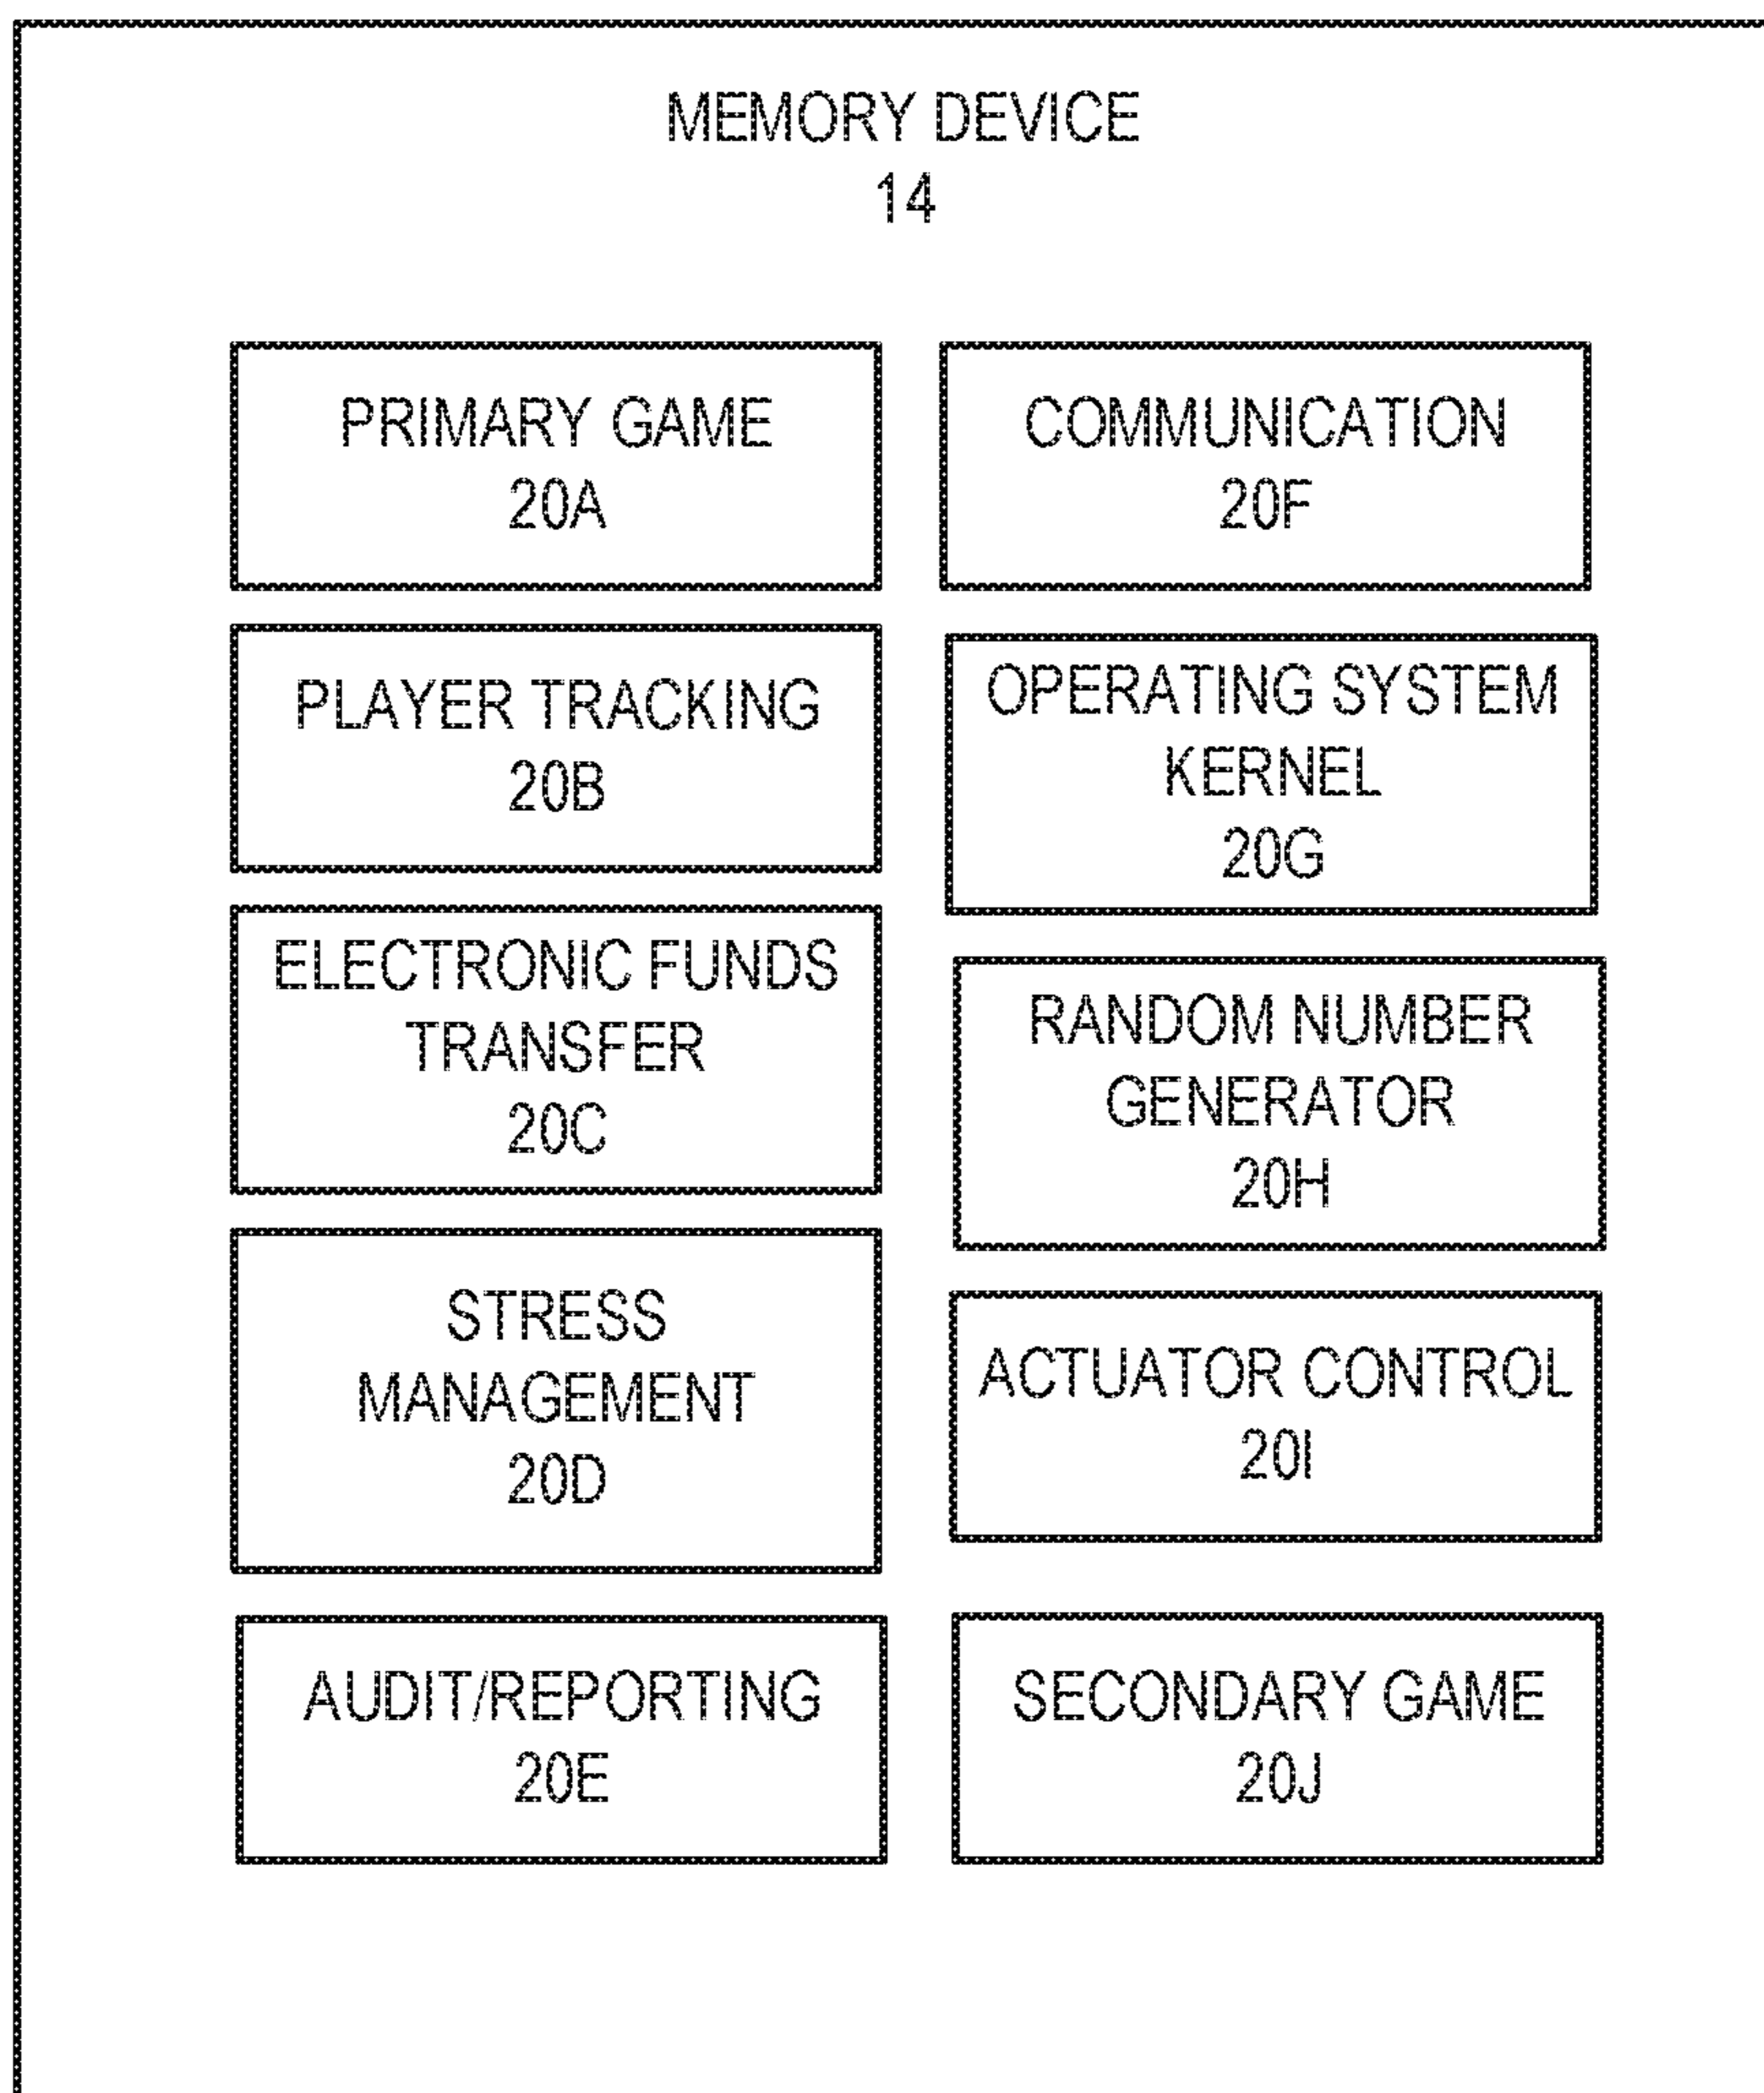 MEMORY DEVICE
14
PRIMARY GAME
20A
PLAYER TRACKING
20B
ELECTRONIC FUNDS
TRANSFER
20C
STRESS
MANAGEMENT
20D
AUDIT/REPORTING
20E
COMMUNICATION
20F
OPERATING SYSTEM
KERNEL
20G
RANDOM NUMBER
GENERATOR
20H
ACTUATOR CONTROL
20I
SECONDARY GAME
20J